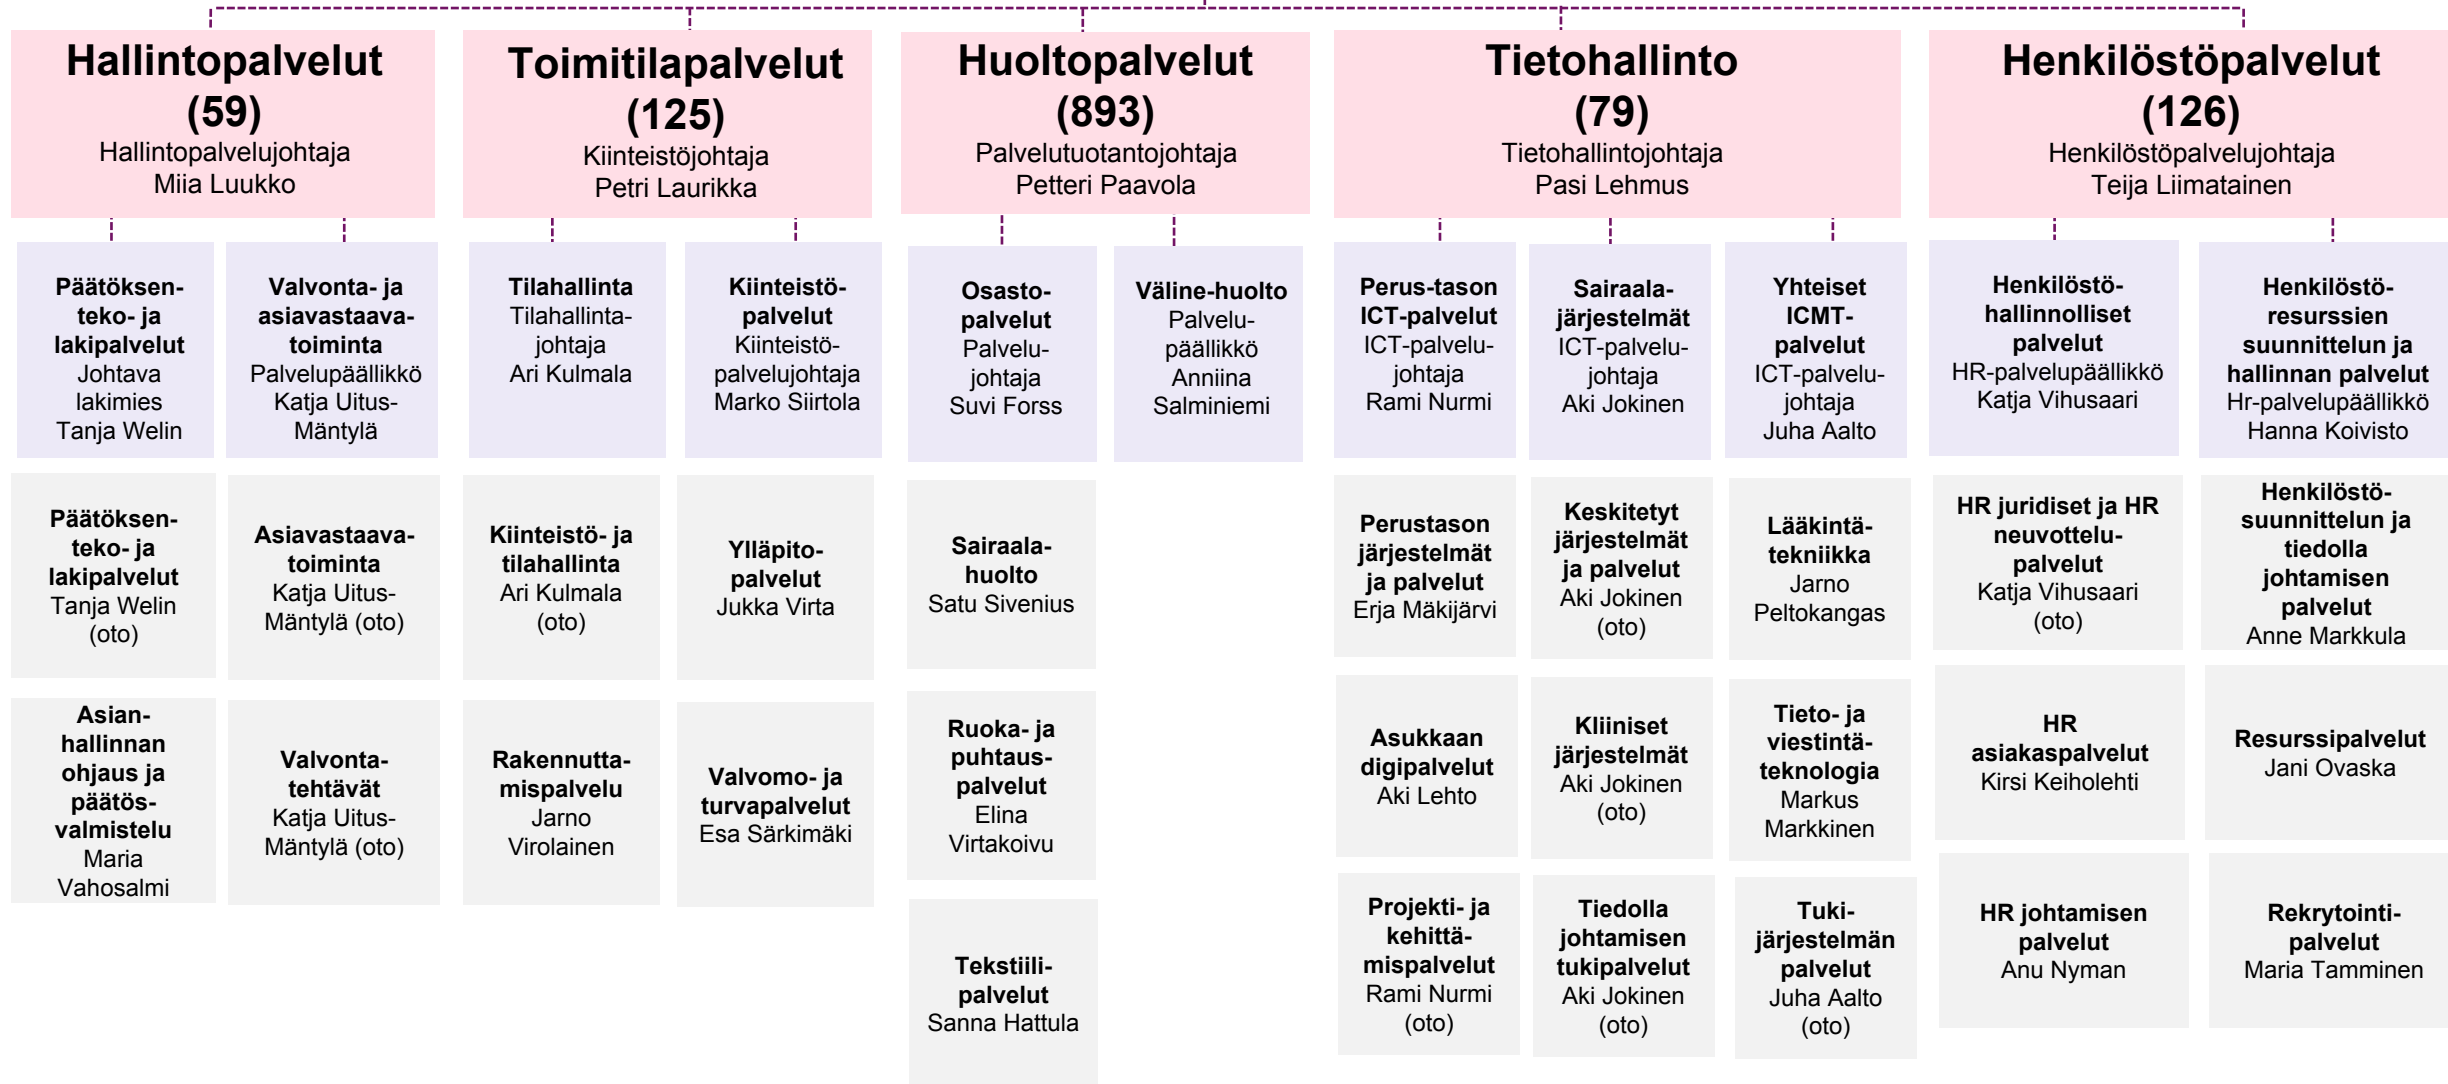 Hallintopalvelut
(59)
Hallintopalvelujohtaja
Miia Luukko
Toimitilapalvelut
(125)
Kiinteistöjohtaja
Petri Laurikka
Huoltopalvelut
(893)
Palvelutuotantojohtaja
Petteri Paavola
Tietohallinto
(79)
Tietohallintojohtaja
Pasi Lehmus
Henkilöstöpalvelut
(126)
Henkilöstöpalvelujohtaja
Teija Liimatainen
Päätöksen-
teko- ja
lakipalvelut
Johtava
lakimies
Tanja Welin
Valvonta- ja
asiavastaava-
toiminta
Palvelupäällikkö
Katja Uitus-
Mäntylä
Tilahallinta
Tilahallinta-
johtaja
Ari Kulmala
Kiinteistö-
palvelut
Kiinteistö-
palvelujohtaja
Marko Siirtola
Osasto-
palvelut
Palvelu-
johtaja
Suvi Forss
Väline-huolto
Palvelu-
päällikkö
Anniina
Salminiemi
Perus-tason
ICT-palvelut
ICT-palvelu-
johtaja
Rami Nurmi
Sairaala-
järjestelmät
ICT-palvelu-
johtaja
Aki Jokinen
Yhteiset
ICMT-
palvelut
ICT-palvelu-
johtaja
Juha Aalto
Henkilöstö-
hallinnolliset
palvelut
HR-palvelupäällikkö
Katja Vihusaari
Henkilöstö-
resurssien
suunnittelun ja
hallinnan palvelut
Hr-palvelupäällikkö
Hanna Koivisto
Päätöksen-
teko- ja
lakipalvelut
Tanja Welin
(oto)
Asiavastaava-
toiminta
Katja Uitus-
Mäntylä (oto)
Kiinteistö- ja
tilahallinta
Ari Kulmala
(oto)
Ylläpito-
palvelut
Jukka Virta
Sairaala-
huolto
Satu Sivenius
Perustason
järjestelmät
ja palvelut
Erja Mäkijärvi
Keskitetyt
järjestelmät
ja palvelut
Aki Jokinen
(oto)
Lääkintä-
tekniikka
Jarno
Peltokangas
HR juridiset ja HR
neuvottelu-
palvelut
Katja Vihusaari
(oto)
Henkilöstö-
suunnittelun ja
tiedolla
johtamisen
palvelut
Anne Markkula
Asian-
hallinnan
ohjaus ja
päätös-
valmistelu
Maria
Vahosalmi
Valvonta-
tehtävät
Katja Uitus-
Mäntylä (oto)
Rakennutta-
mispalvelu
Jarno
Virolainen
Valvomo- ja
turvapalvelut
Esa Särkimäki
Ruoka- ja
puhtaus-
palvelut
Elina
Virtakoivu
Asukkaan
digipalvelut
Aki Lehto
Kliiniset
järjestelmät
Aki Jokinen
(oto)
Tieto- ja
viestintä-
teknologia
Markus
Markkinen
HR
asiakaspalvelut
Kirsi Keiholehti
Resurssipalvelut
Jani Ovaska
Tekstiili-
palvelut
Sanna Hattula
Projekti- ja
kehittä-
mispalvelut
Rami Nurmi
(oto)
Tiedolla
johtamisen
tukipalvelut
Aki Jokinen
(oto)
Tuki-
järjestelmän
palvelut
Juha Aalto
(oto)
HR johtamisen
palvelut
Anu Nyman
Rekrytointi-
palvelut
Maria Tamminen